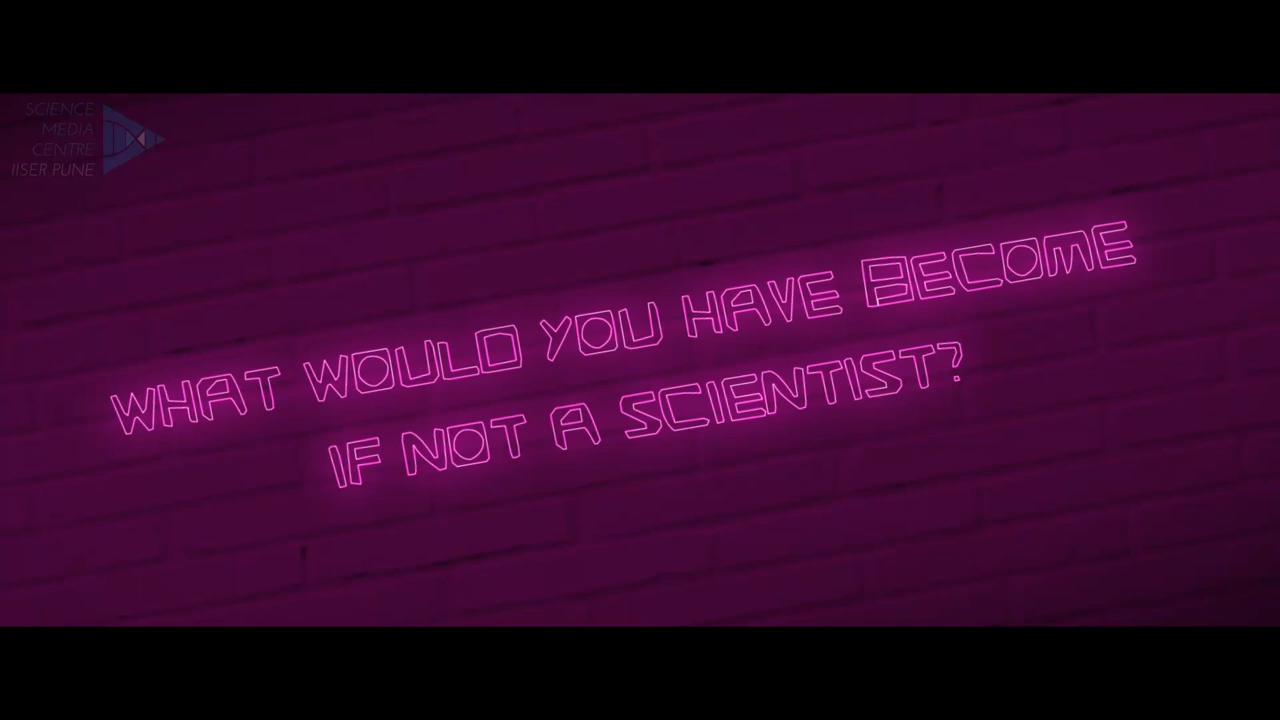 SCIENCE
MEDIA
CENTRE
IISER PUNE
WHAT WOULD YOU HAVE BECOME
IF NOT A SCIENTIST?